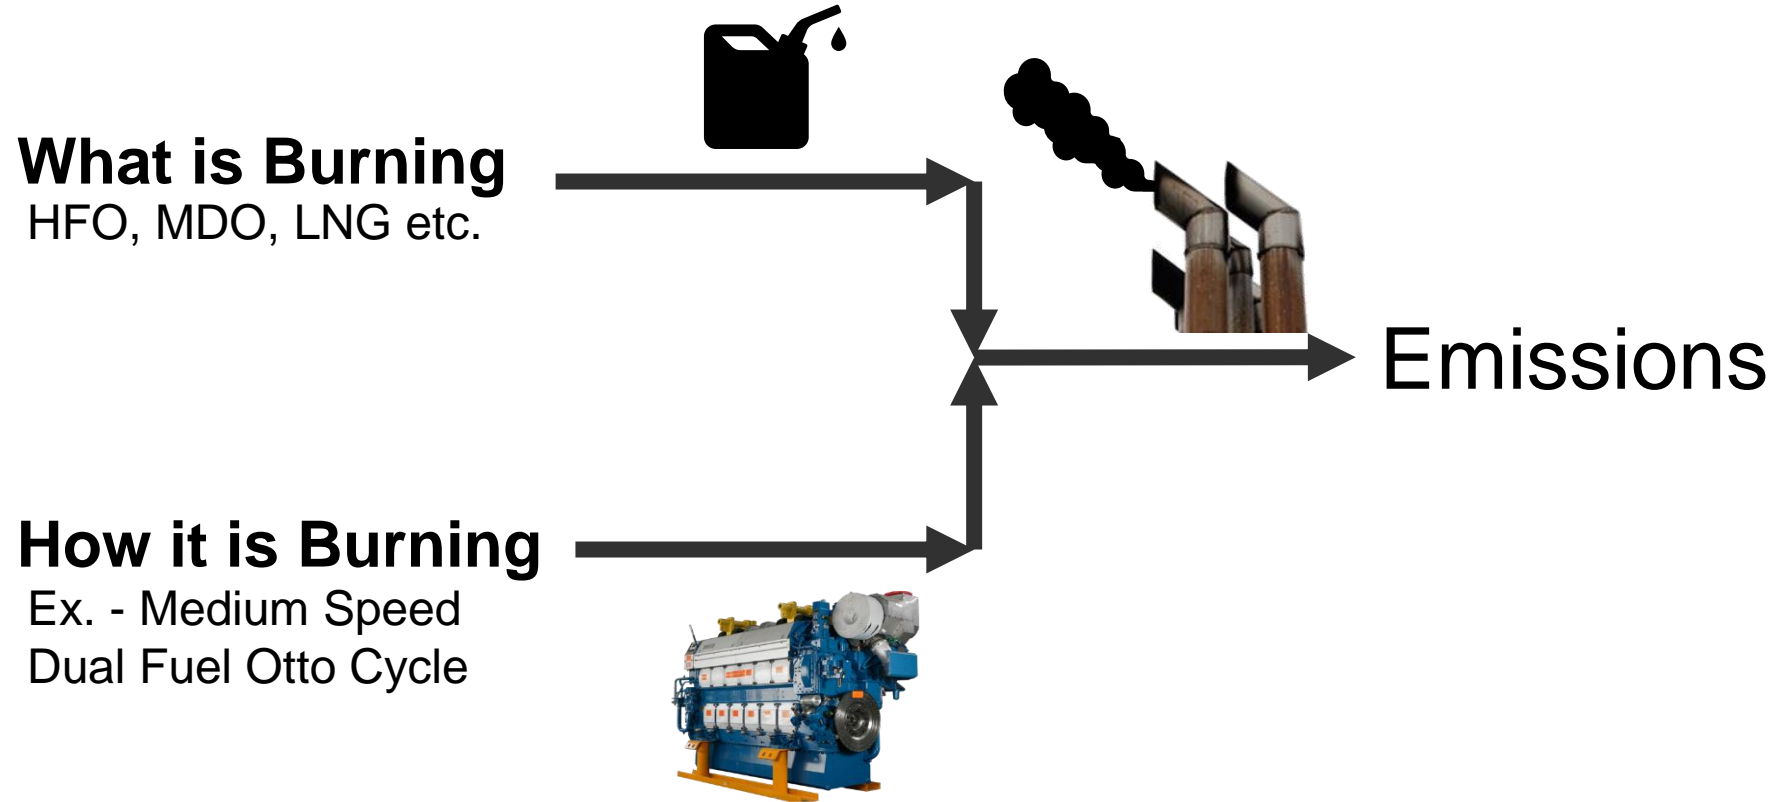 What is Burning
HFO, MDO, LNG etc.
Emissions
How it is Burning
Ex. - Medium Speed
Dual Fuel Otto Cycle